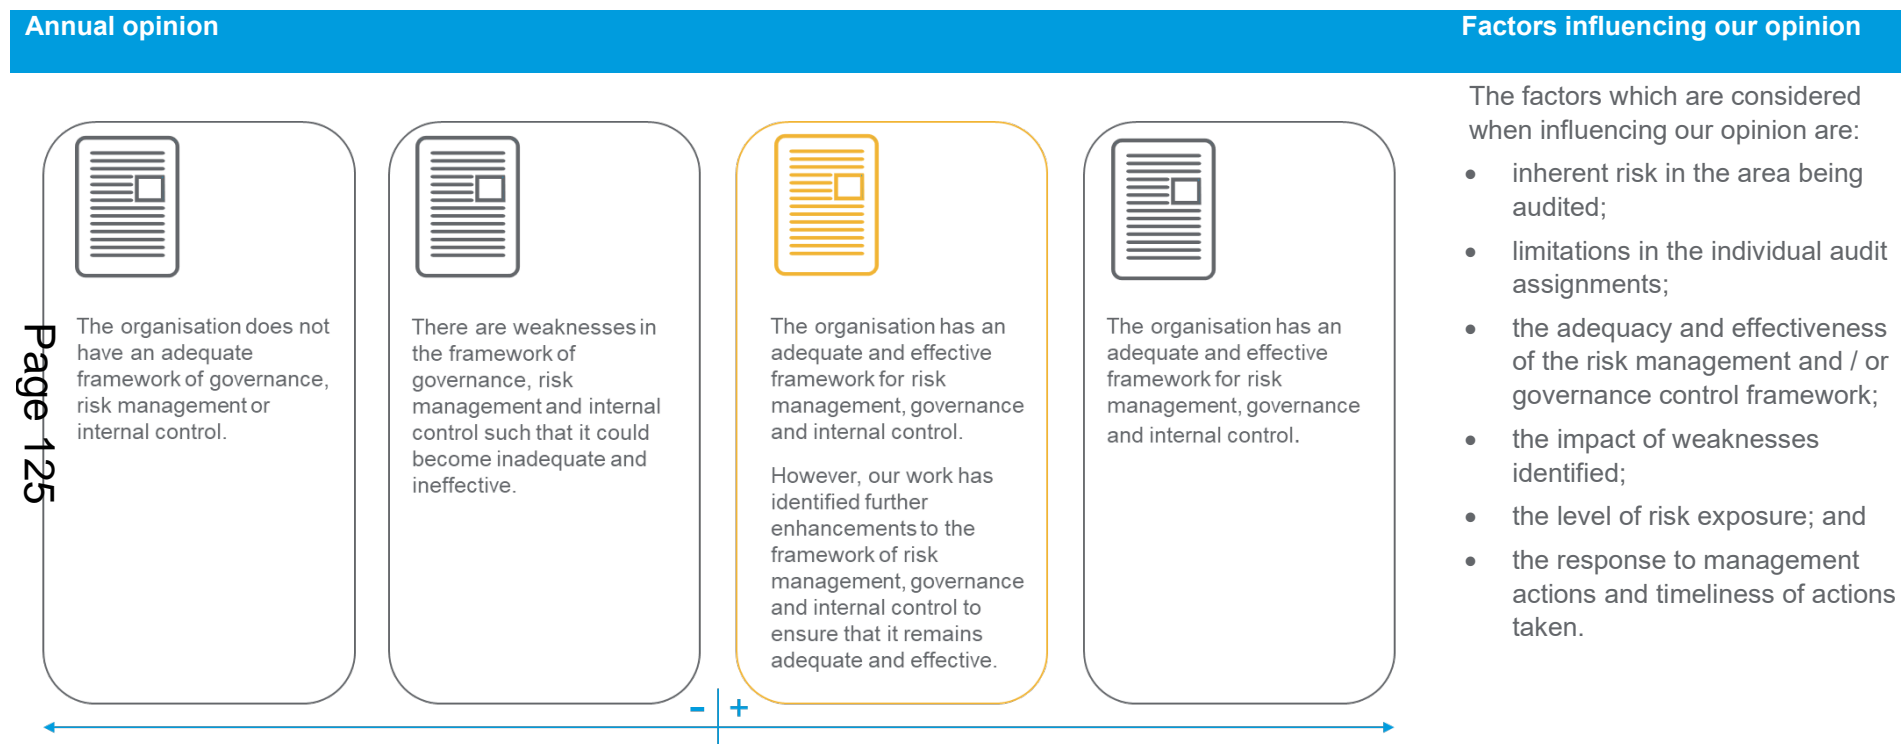 Annual opinion
Factors influencing our opinion
Page 125
The organisation does not
have an adequate
framework of governance,
risk management or
internal control.
There are weaknesses in
the framework of
governance, risk
management and internal
control such that it could
become inadequate and
ineffective.
The organisation has an
adequate and effective
framework for risk
management, governance
and internal control.
However, our work has
identified further
enhancements to the
framework of risk
management, governance
and internal control to
ensure that it remains
adequate and effective.
The organisation has an
adequate and effective
framework for risk
management, governance
and internal control.
- +
The factors which are considered
when influencing our opinion are:
• inherent risk in the area being
audited;
• limitations in the individual audit
assignments;
• the adequacy and effectiveness
of the risk management and / or
governance control framework;
• the impact of weaknesses
identified;
• the level of risk exposure; and
• the response to management
actions and timeliness of actions
taken.